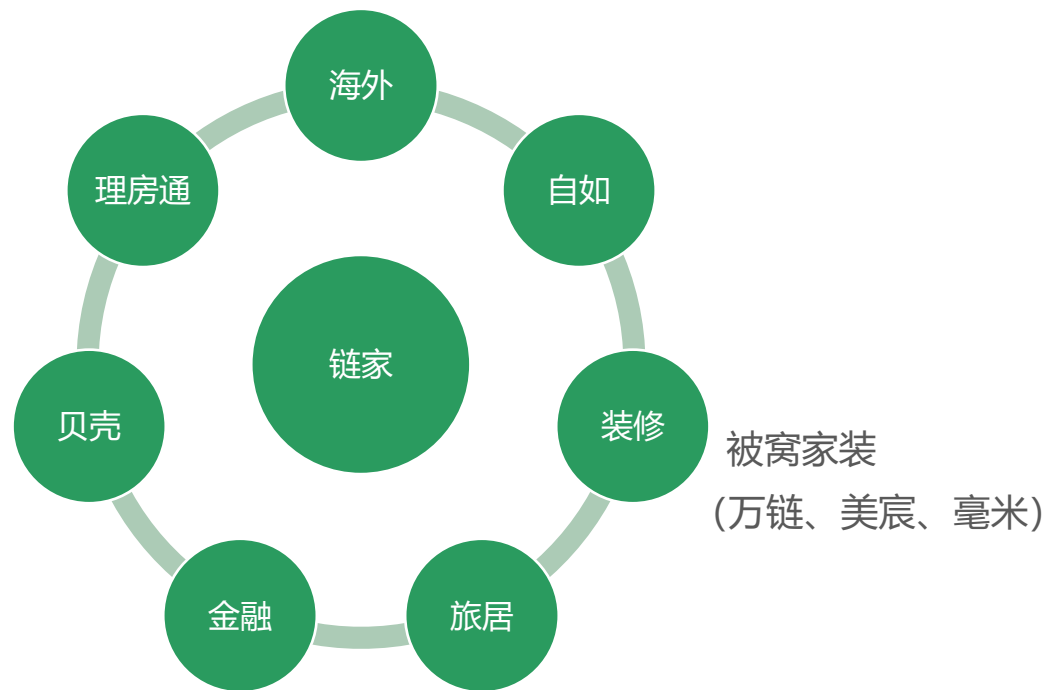 海外
理房通
自如
链家
贝壳
装修
被窝家装
(万链、美宸、毫米)
金融
旅居